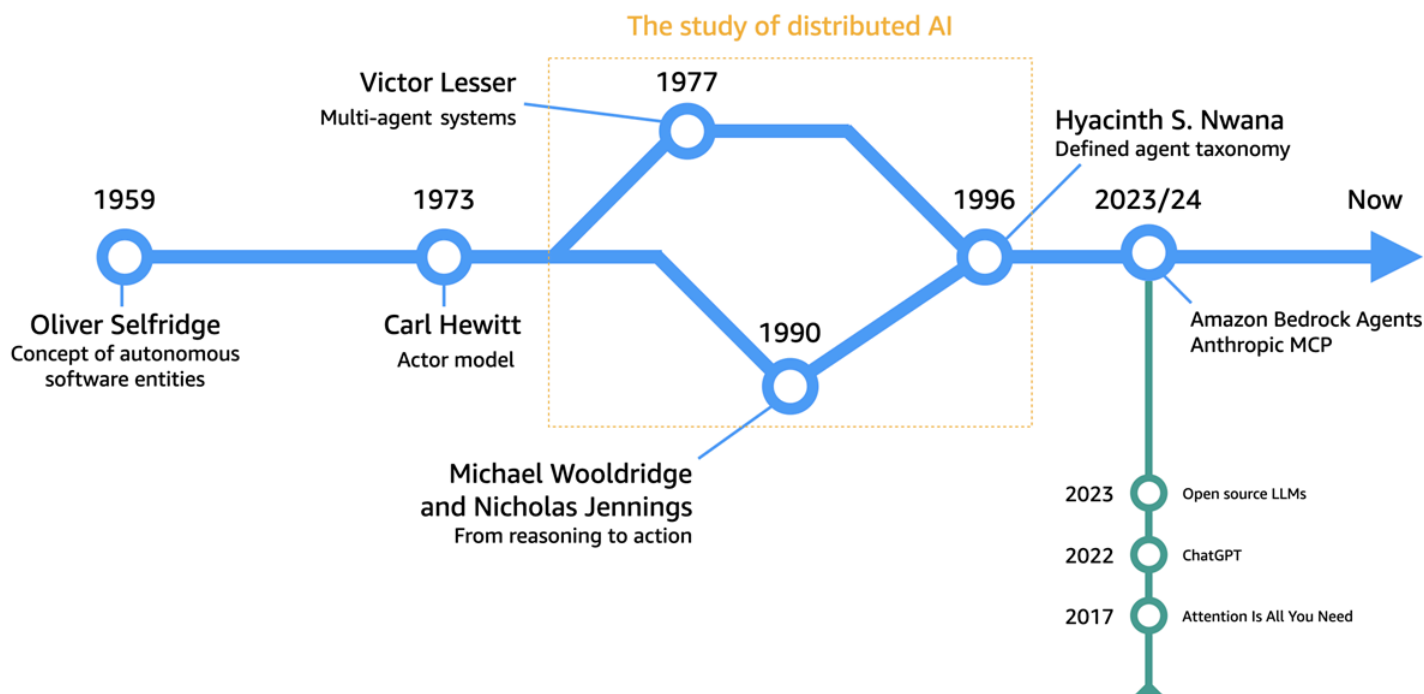 The study of distributed AI
Victor Lesser
Multi-agent systems
1977
Hyacinth S. Nwana
Defined agent taxonomy
1959
1973
1996
2023/24
Now
Oliver Selfridge
Concept of autonomous
software entities
Carl Hewitt
Actor model
1990
Amazon Bedrock Agents
Anthropic MCP
Michael Wooldridge
and Nicholas Jennings
From reasoning to action
2023 Open source LLMs
2022 ChatGPT
2017 Attention Is All You Need